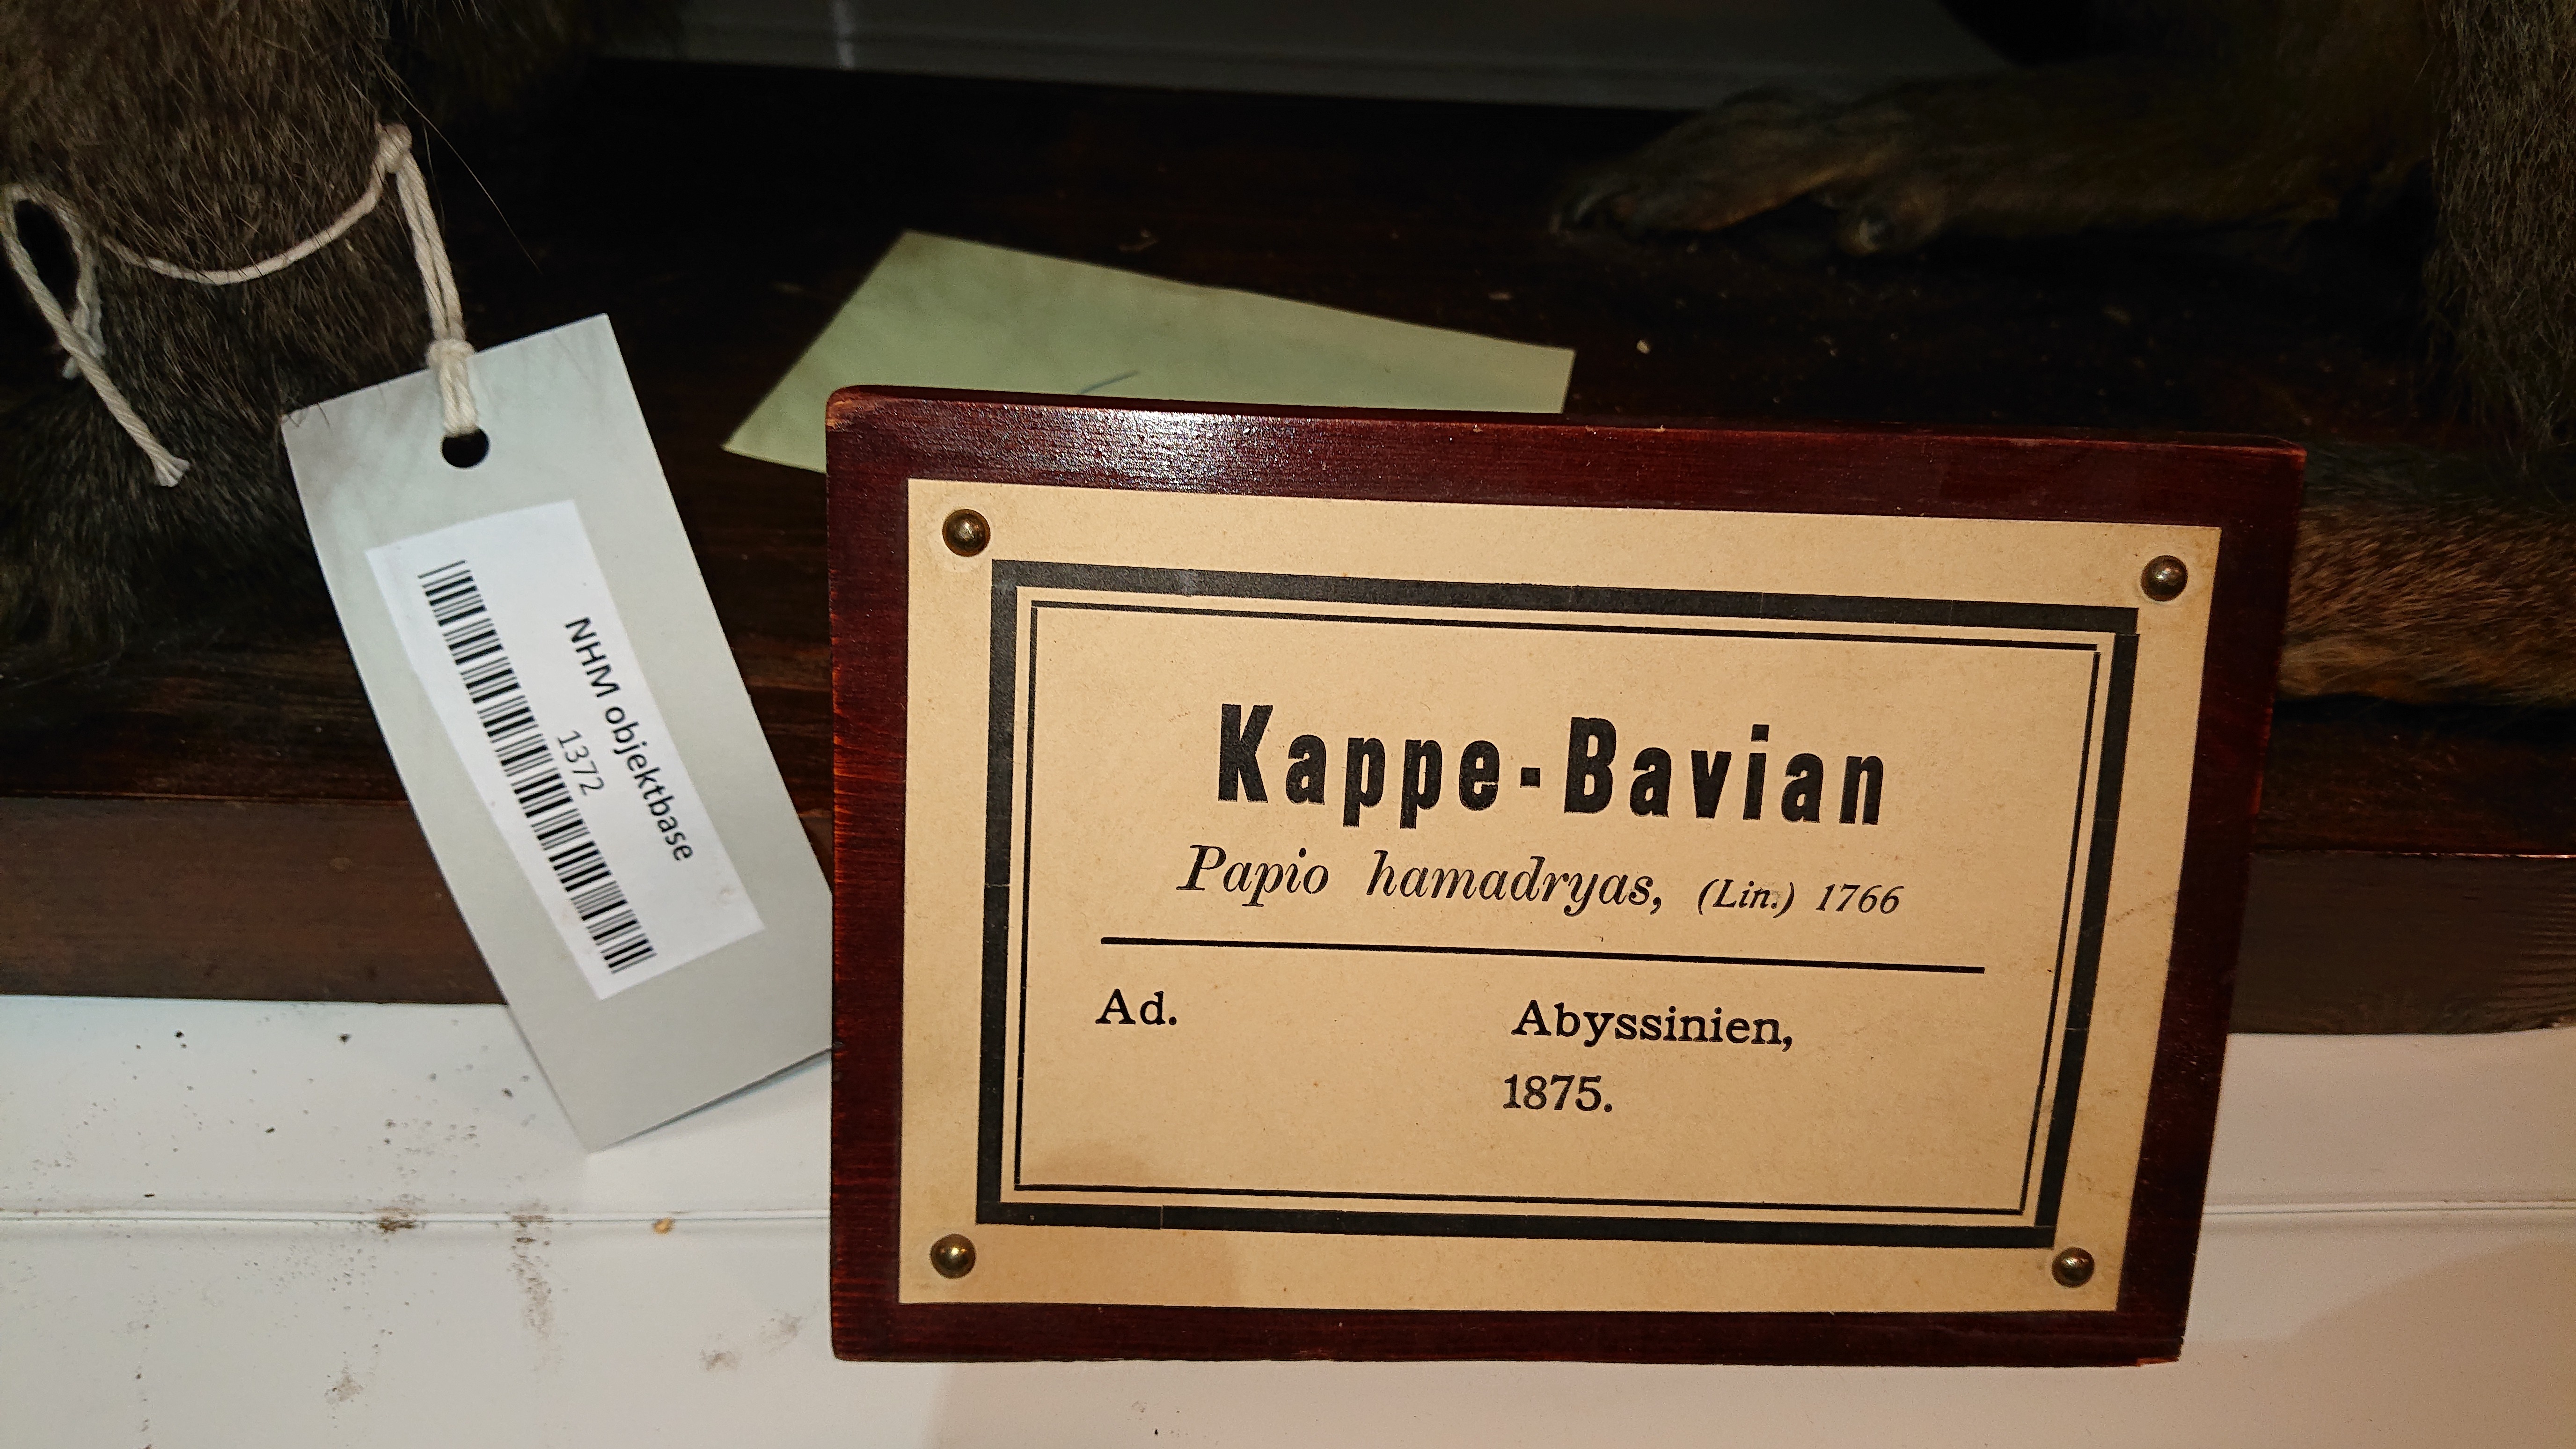 NHM objektbase
1372
Kappe-Bavian
Papio hamadryas, (Lin.) 1766
Ad. Abyssinien,
1875.